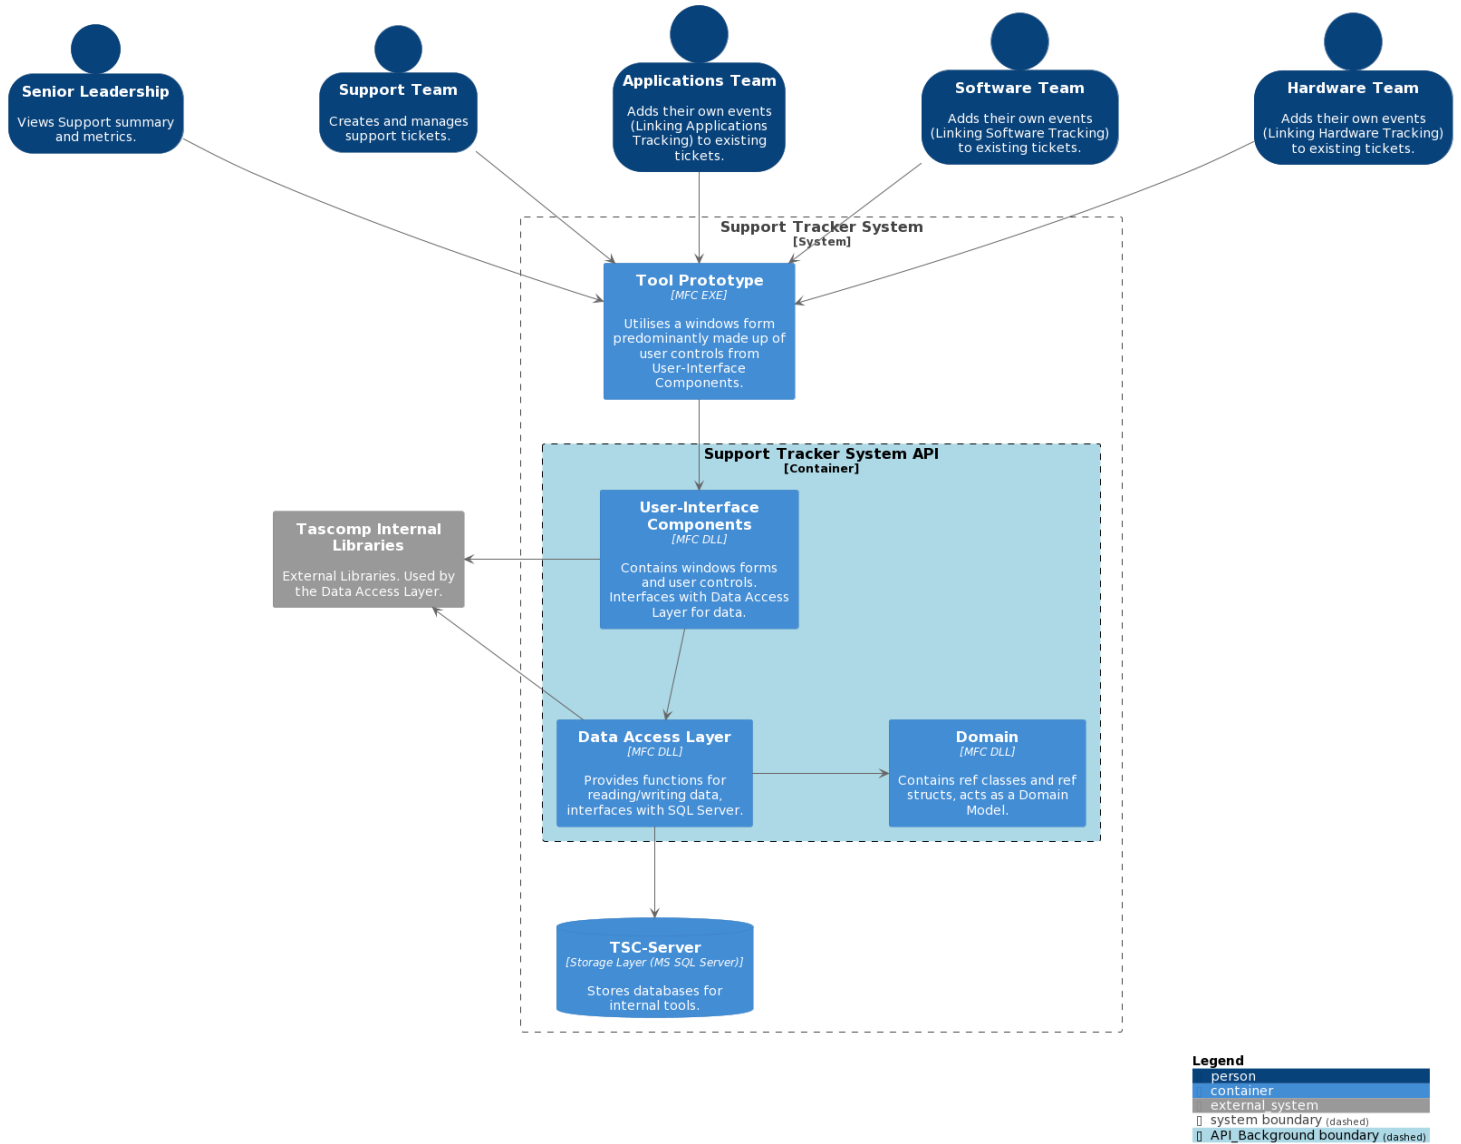 Senior Leadership
Views Support summary
and metrics.
Support Team
Creates and manages
support tickets.
Applications Team
Adds their own events
(Linking Applications
Tracking) to existing
tickets.
Software Team
Adds their own events
(Linking Software Tracking)
to existing tickets.
Hardware Team
Adds their own events
(Linking Hardware Tracking)
to existing tickets.
Support Tracker System
[System]
Tool Prototype
[MFC EXE]
Utilises a windows form
predominantly made up of
user controls from
User-Interface
Components.
Support Tracker System API
[Container]
User-Interface
Components
[MFC DLL]
Contains windows forms
and user controls.
Interfaces with Data Access
Layer for data.
Tascomp Internal
Libraries
External Libraries. Used by
the Data Access Layer.
Data Access Layer
[MFC DLL]
Provides functions for
reading/writing data,
interfaces with SQL Server.
Domain
[MFC DLL]
Contains ref classes and ref
structs, acts as a Domain
Model.
TSC-Server
[Storage Layer (MS SQL Server)]
Stores databases for
internal tools.
Legend
person
container
external_system
system boundary (dashed)
API_Background boundary (dashed)